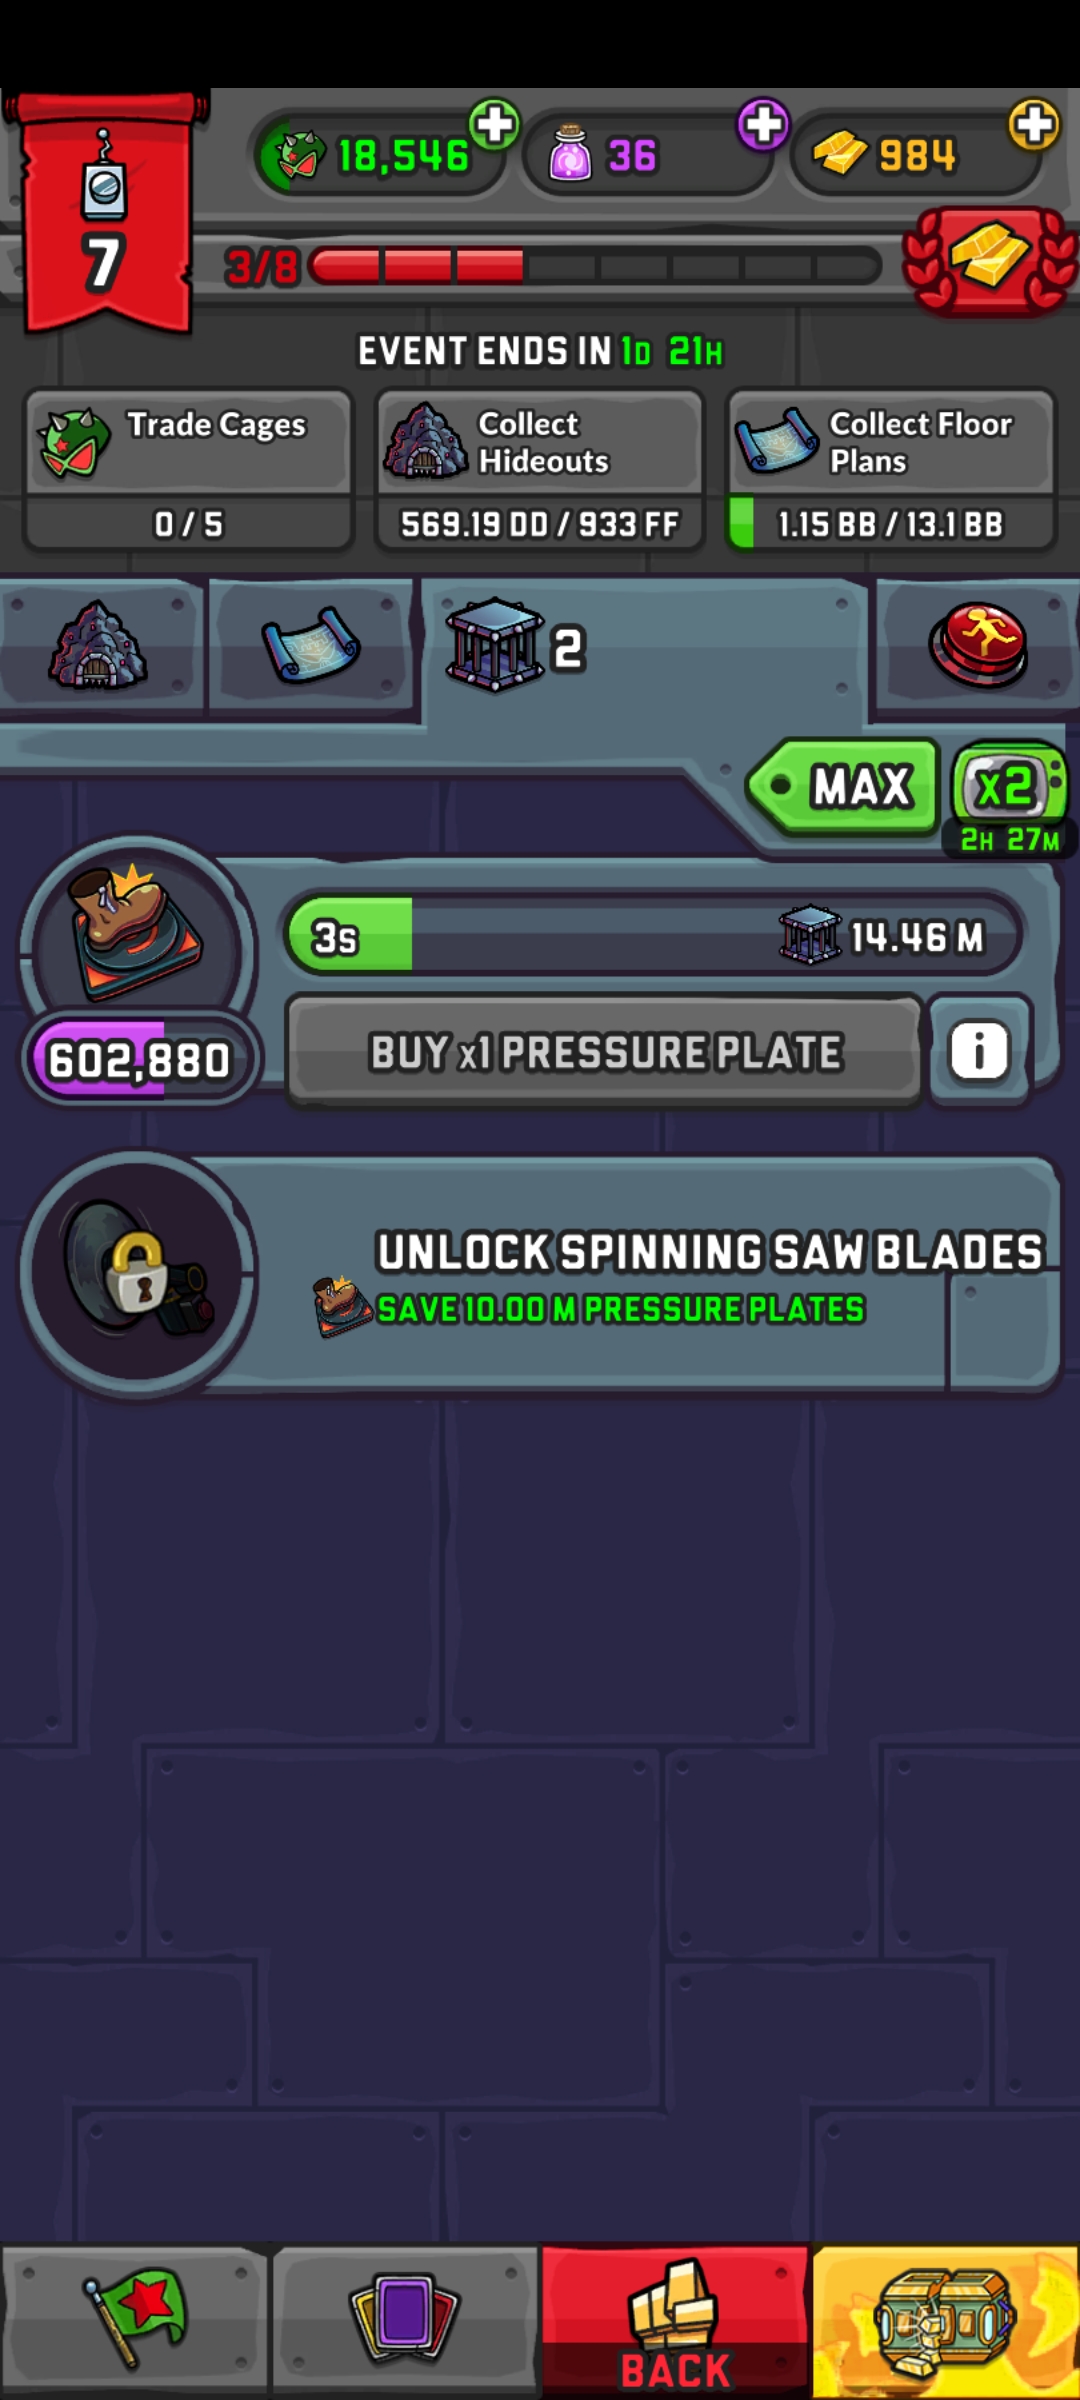 18,546
36
984
7
3/8
EVENT ENDS IN 1D 21H
Trade Cages
0 / 5
Collect
Hideouts
569.19 DD / 933 FF
Collect Floor
Plans
1.15 BB / 13.1 BB
2
MAX
x2
2H 27M
3s
14.46 M
602,880
BUY x1 PRESSURE PLATE
i
UNLOCK SPINNING SAW BLADES
SAVE 10.00 M PRESSURE PLATES
BACK